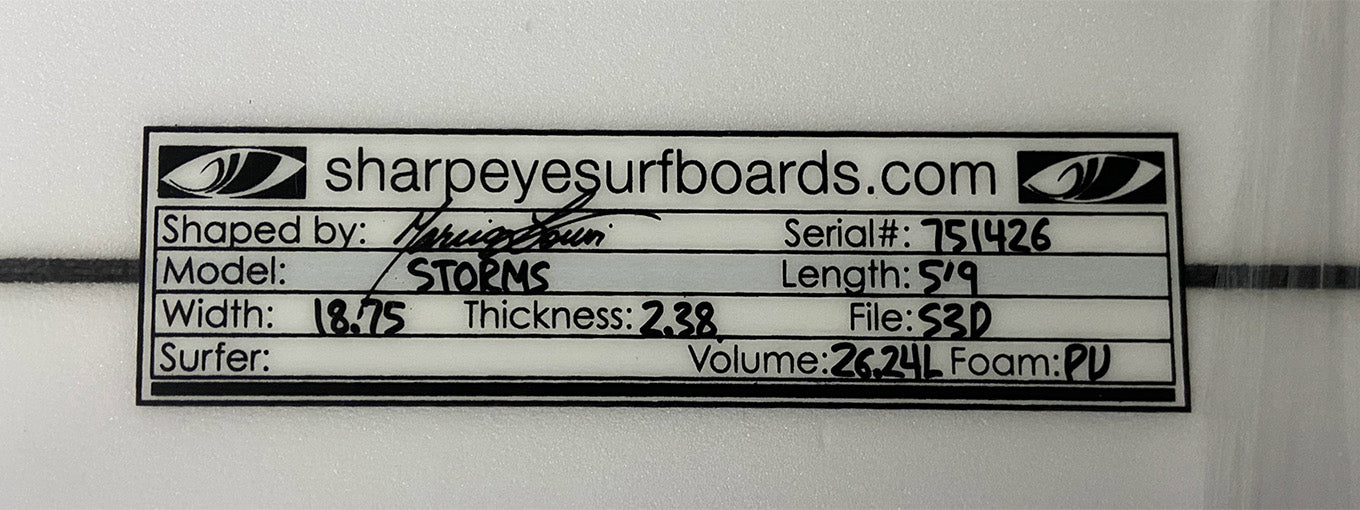 sharpeyesurfboards.com
Shaped by: Serial#: 751426
Model: STORMS Length: 5'9
Width: 18.75 Thickness: 2.38 File: S3D
Surfer: Volume: 26.24L Foam: PU